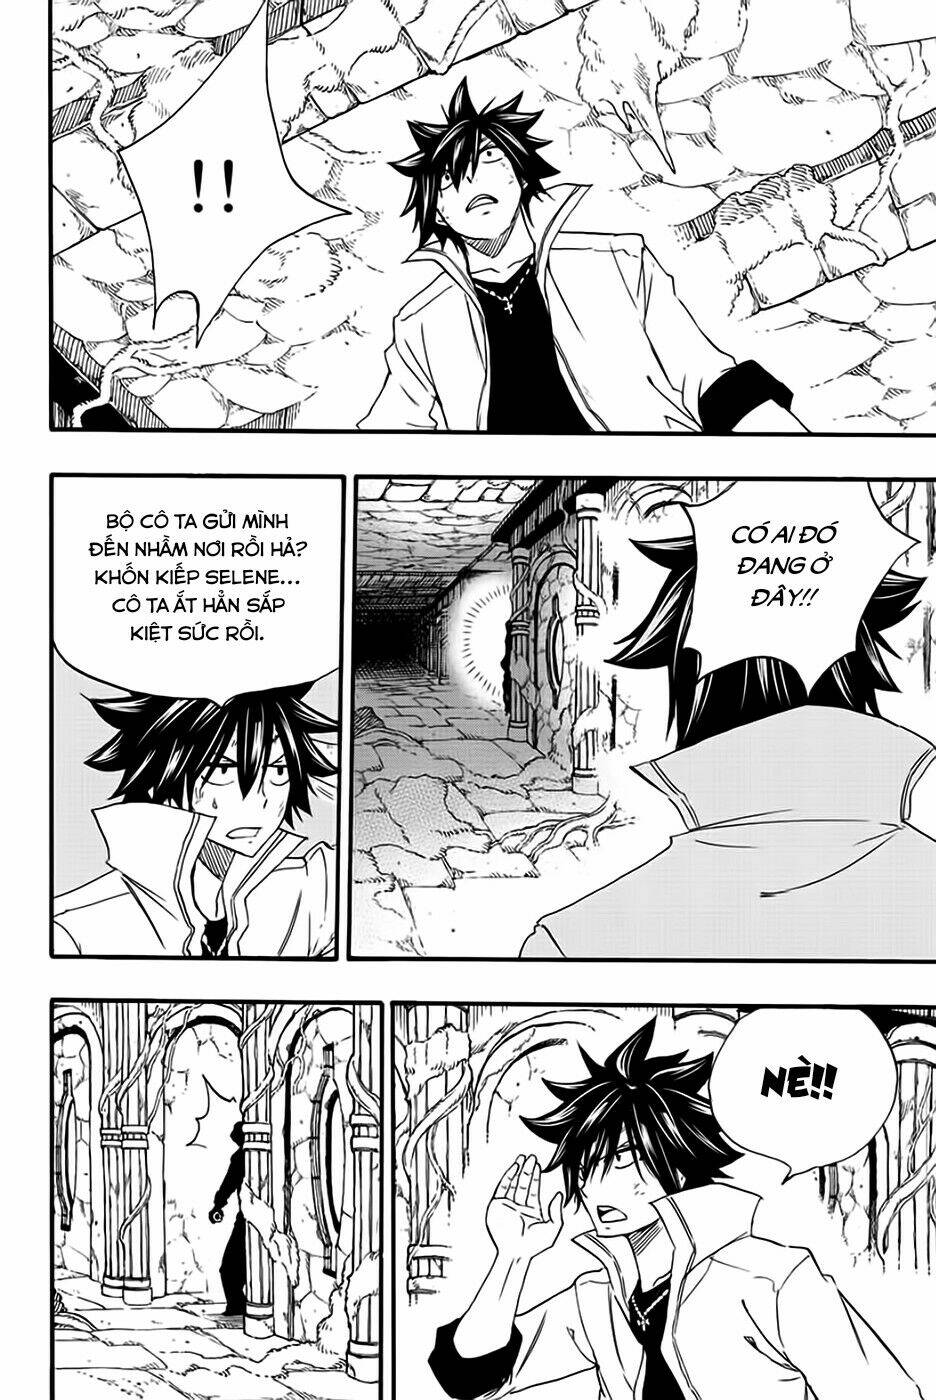 !!
CÓ AI ĐÓ
ĐANG Ở
ĐÂY!!
BỘ CÔ TA GỬI MÌNH
ĐẾN NHẦM NƠI RỒI HẢ?
KHỐN KIẾP SELENE...
CÔ TA ẮT HẲN SẮP
KIỆT SỨC RỒI.
NÈ!!